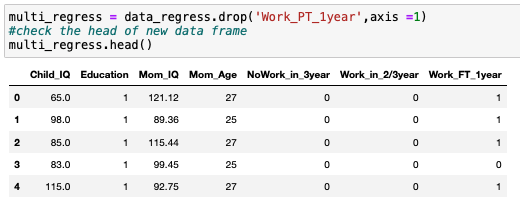 multi_regress = data_regress.drop('Work_PT_1year',axis =1)
#check the head of new data frame
multi_regress.head()
Child_IQ Education Mom_IQ Mom_Age NoWork_in_3year Work_in_2/3year Work_FT_1year
0 65.0 1 121.12 27 0 0 1
1 98.0 1 89.36 25 0 0 1
2 85.0 1 115.44 27 0 0 1
3 83.0 1 99.45 25 0 0 0
4 115.0 1 92.75 27 0 0 1